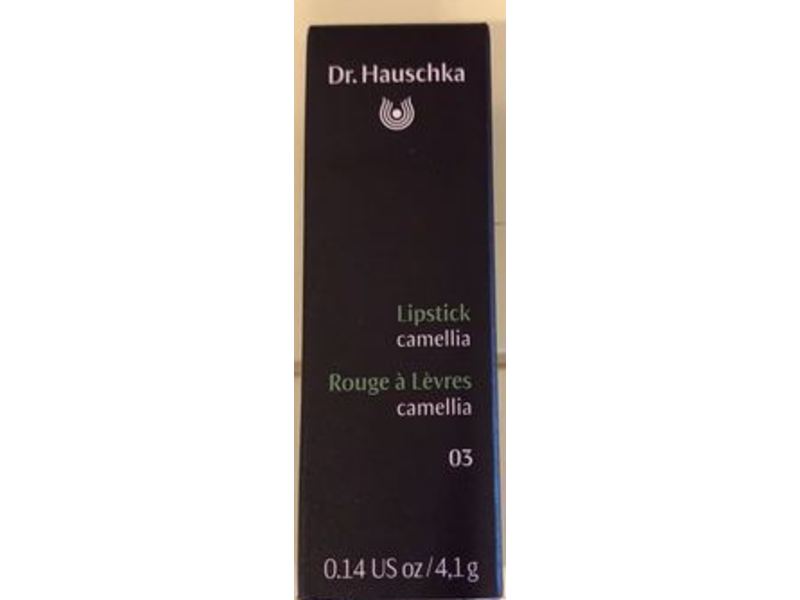 Dr. Hauschka
Lipstick
camellia
Rouge à Lèvres
camellia
03
0.14 US oz/4,1 g